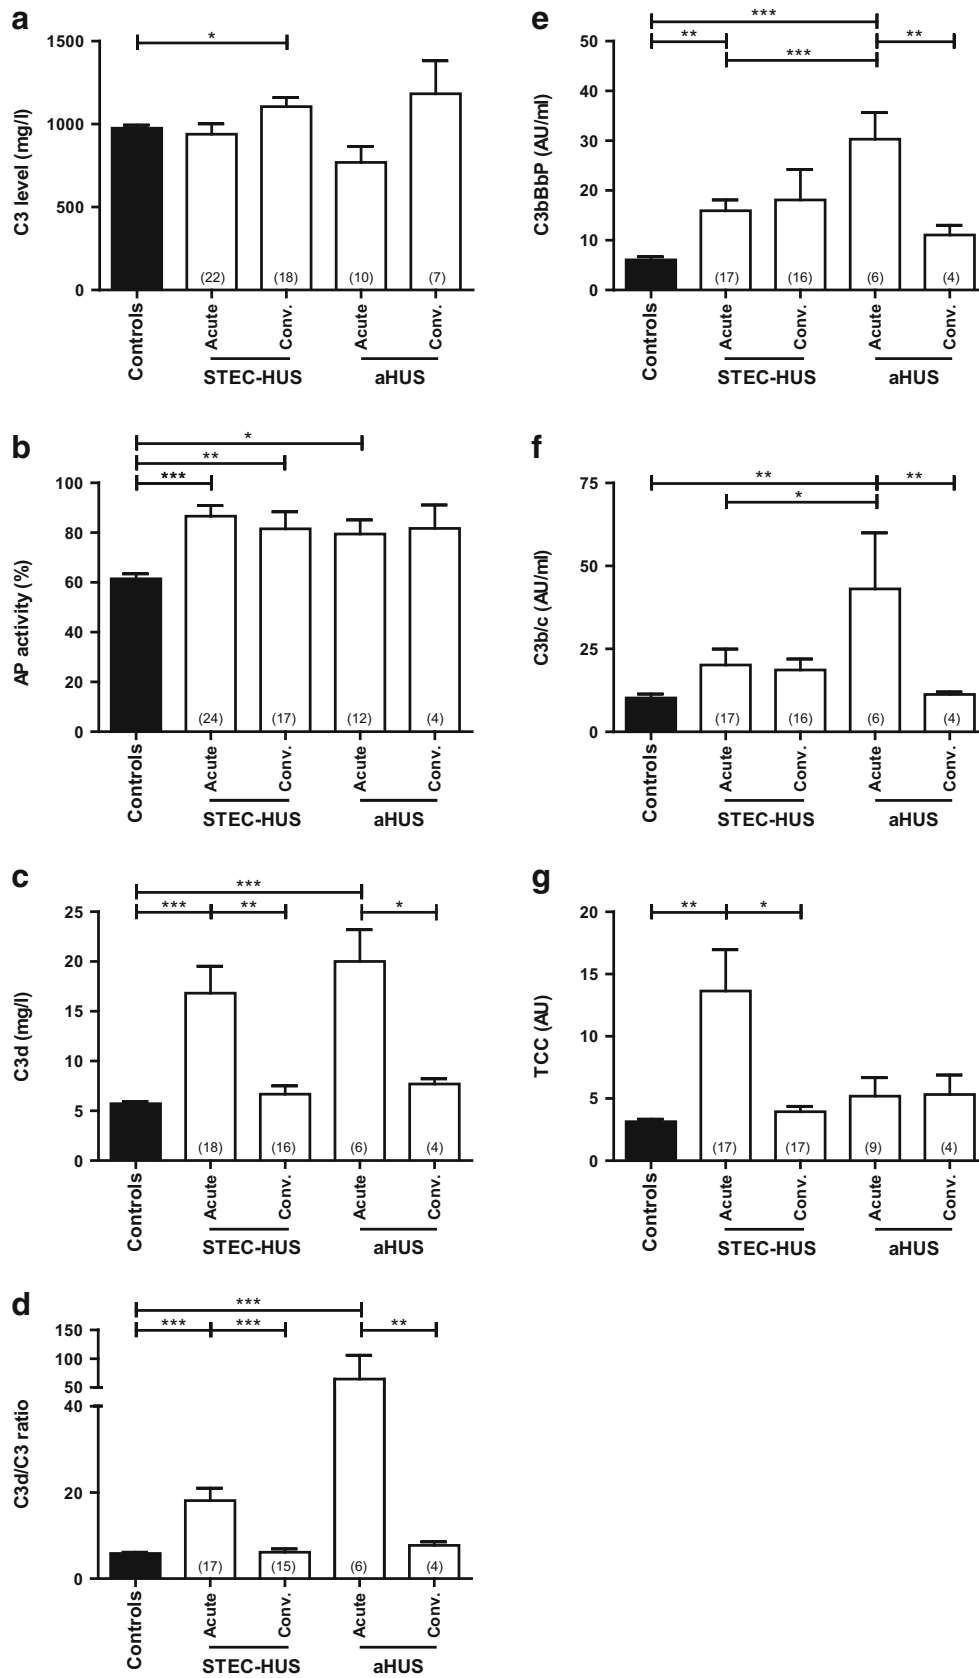 a
*
1500
1000
500
0
C3 level (mg/l)
(22)
(18)
(10)
(7)
Controls
Acute
Conv.
Acute
Conv.
STEC-HUS
aHUS
b
*
**
***
100
80
60
40
20
0
AP activity (%)
(24)
(17)
(12)
(4)
Controls
Acute
Conv.
Acute
Conv.
STEC-HUS
aHUS
c
***
***
**
*
25
20
15
10
5
0
C3d (mg/l)
(18)
(16)
(6)
(4)
Controls
Acute
Conv.
Acute
Conv.
STEC-HUS
aHUS
d
***
***
***
**
150
100
50
40
20
0
C3d/C3 ratio
(17)
(15)
(6)
(4)
Controls
Acute
Conv.
Acute
Conv.
STEC-HUS
aHUS
e
***
**
**
***
50
40
30
20
10
0
C3bBbP (AU/ml)
(17)
(16)
(6)
(4)
Controls
Acute
Conv.
Acute
Conv.
STEC-HUS
aHUS
f
**
**
*
75
50
25
0
C3b/c (AU/ml)
(17)
(16)
(6)
(4)
Controls
Acute
Conv.
Acute
Conv.
STEC-HUS
aHUS
g
**
*
20
15
10
5
0
TCC (AU)
(17)
(17)
(9)
(4)
Controls
Acute
Conv.
Acute
Conv.
STEC-HUS
aHUS